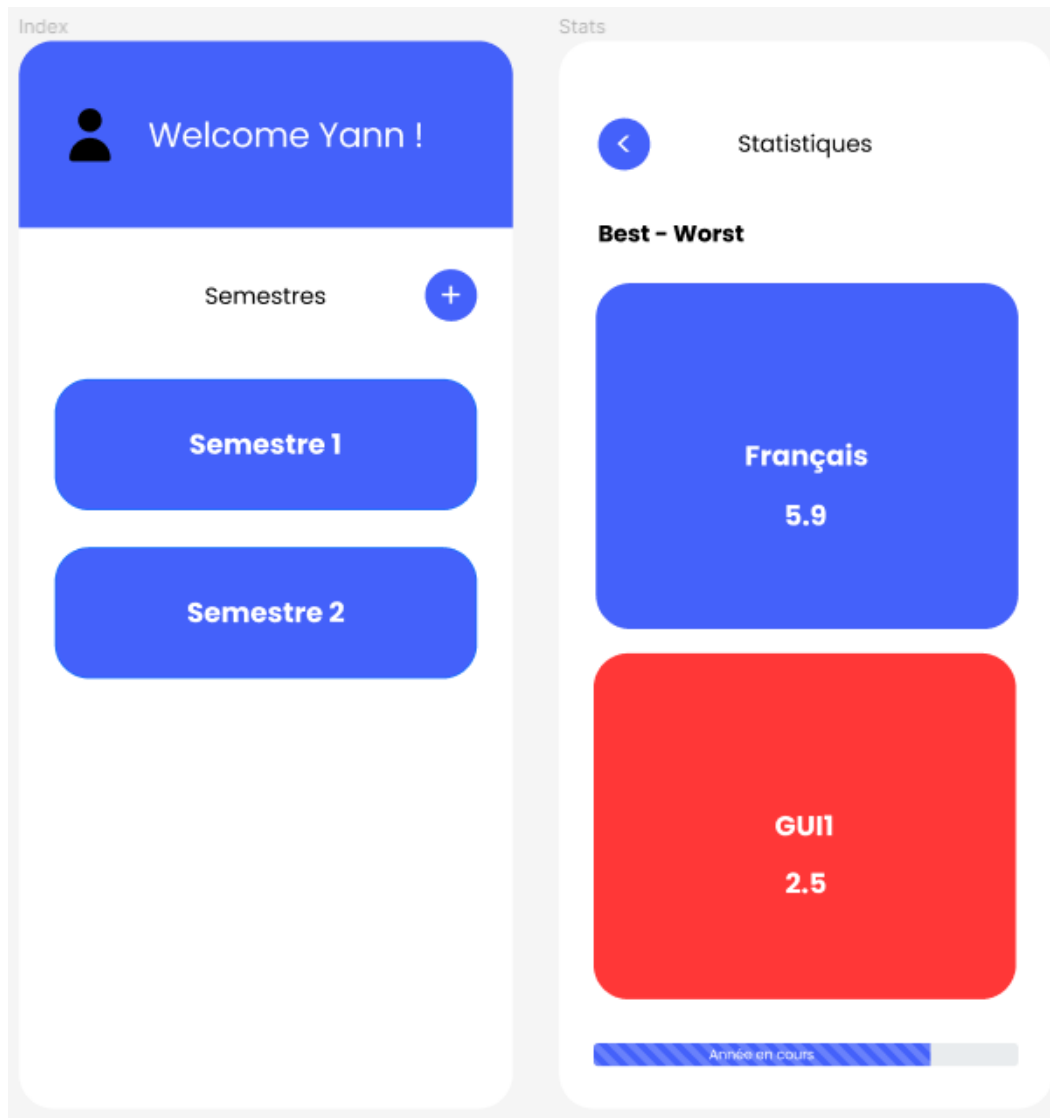 Index
Welcome Yann !
Semestres
+
Semestre 1
Semestre 2
Stats
<
Statistiques
Best - Worst
Français
5.9
GUI1
2.5
Année en cours